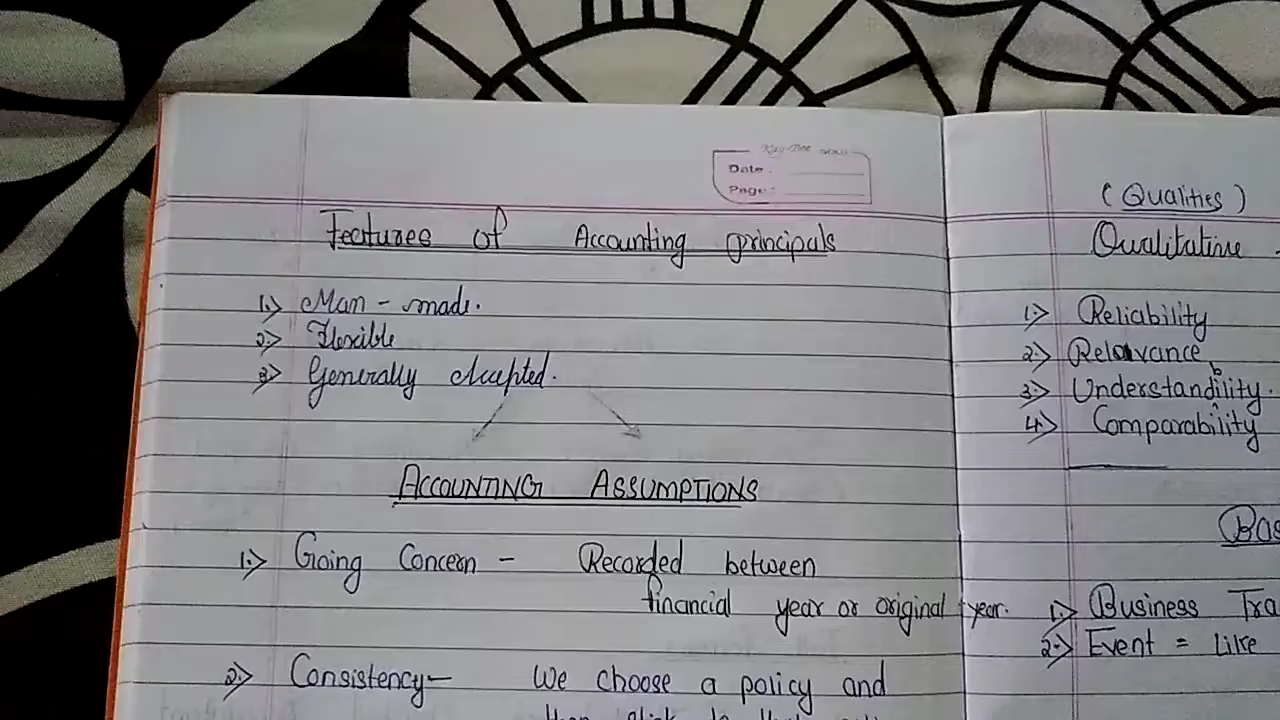 Date :
Page :
Features of Accounting principals
1.> Man - made.
2.> Flexible
3> Generally Accepted.
ACCOUNTING ASSUMPTIONS
1.> Going Concern - Recorded between
financial year or original year.
2.> Consistency - We choose a policy and
(Qualities)
Qualitative
1.> Reliability
2.> Relavance
3.> Understandibility.
4.> Comparability
1.> Business
2.> Event = Like